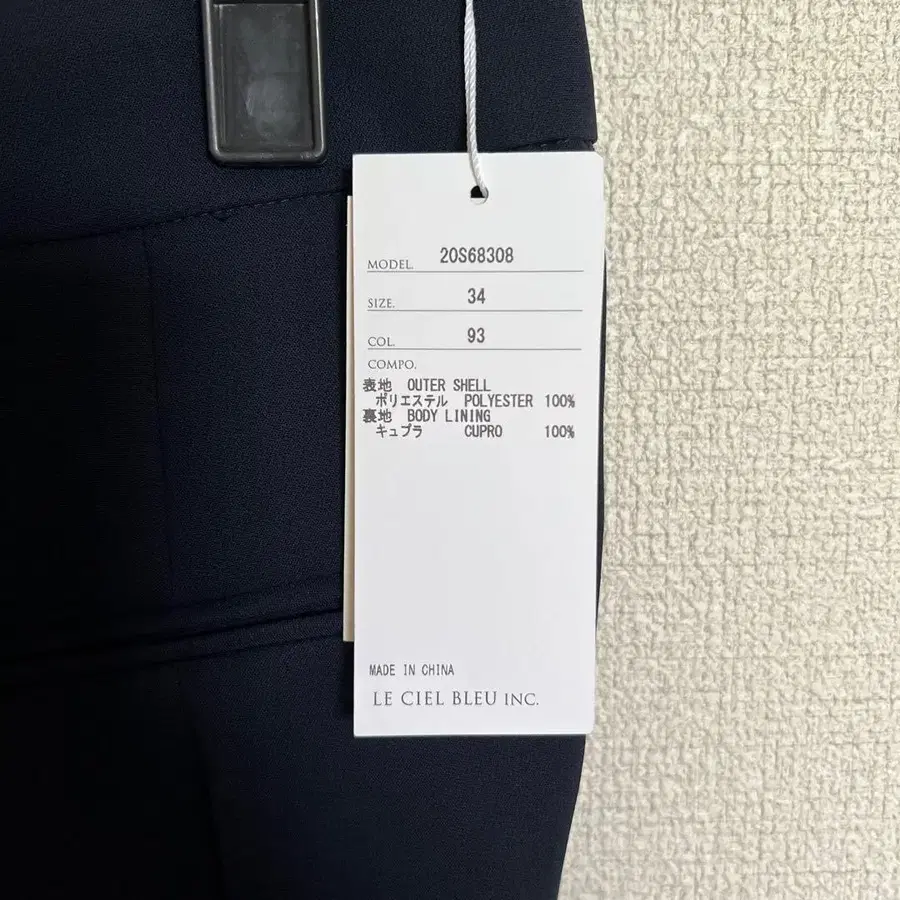 MODEL. 20S68308
SIZE. 34
COL. 93
COMPO.
表地 OUTER SHELL
ポリエステル POLYESTER 100%
裏地 BODY LINING
キュプラ CUPRO 100%
MADE IN CHINA
LE CIEL BLEU INC.